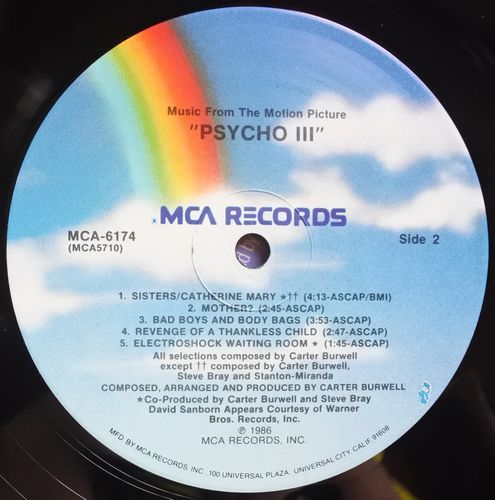 Music From The Motion Picture
"PSYCHO III"
MCA RECORDS
MCA-6174
(MCA5710)
Side 2
1. SISTERS/CATHERINE MARY ★†† (4:13-ASCAP/BMI)
2. MOTHER? (2:45-ASCAP)
3. BAD BOYS AND BODY BAGS (3:53-ASCAP)
4. REVENGE OF A THANKLESS CHILD (2:47-ASCAP)
5. ELECTROSHOCK WAITING ROOM ★ (1:45-ASCAP)
All selections composed by Carter Burwell
except †† composed by Carter Burwell,
Steve Bray and Stanton-Miranda
COMPOSED, ARRANGED AND PRODUCED BY CARTER BURWELL
★Co-Produced by Carter Burwell and Steve Bray
David Sanborn Appears Courtesy of Warner
Bros. Records, Inc.
℗ 1986
MCA RECORDS, INC.
MFD. BY MCA RECORDS, INC. 100 UNIVERSAL PLAZA, UNIVERSAL CITY, CALIF. 91608